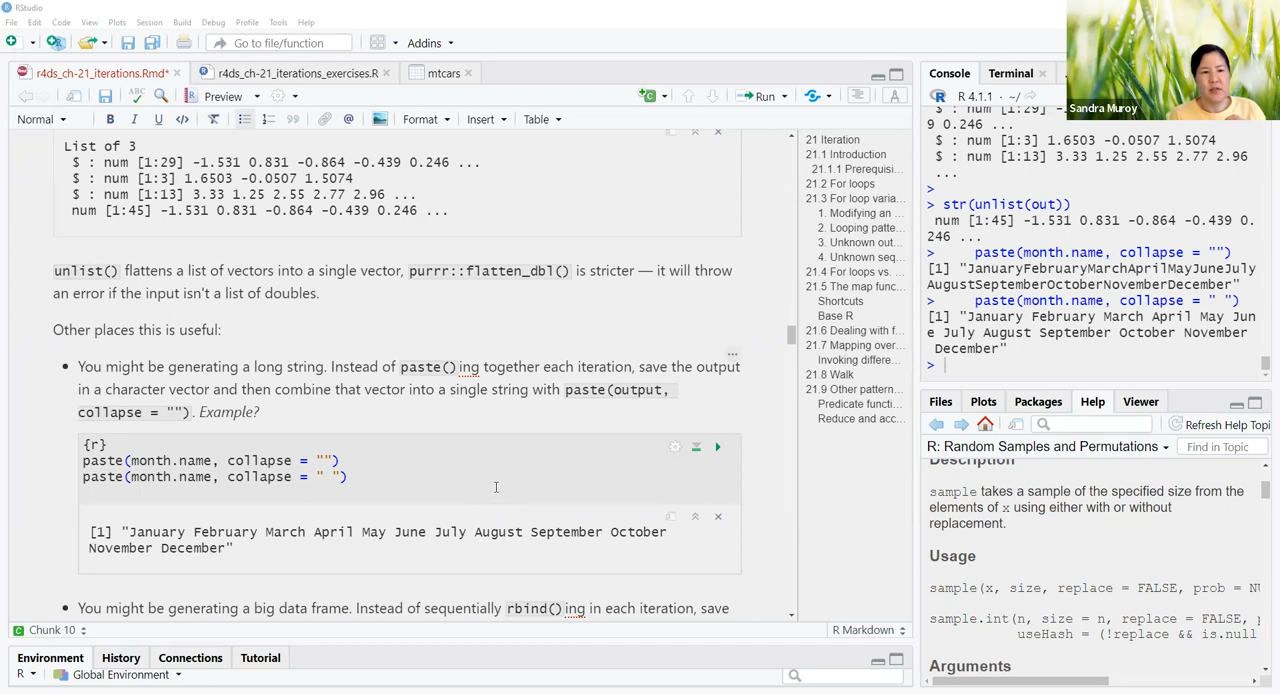 RStudio
File Edit Code View Plots Session Build Debug Profile Tools Help
Go to file/function Addins
r4ds_ch-21_iterations.Rmd* r4ds_ch-21_iterations_exercises.R mtcars
ABC Preview Run
Normal B I U Format Insert Table
List of 3
$ : num [1:29] -1.531 0.831 -0.864 -0.439 0.246 ...
$ : num [1:3] 1.6503 -0.0507 1.5074
$ : num [1:13] 3.33 1.25 2.55 2.77 2.96 ...
num [1:45] -1.531 0.831 -0.864 -0.439 0.246 ...
unlist() flattens a list of vectors into a single vector, purrr::flatten_dbl() is stricter — it will throw
an error if the input isn't a list of doubles.
Other places this is useful:
• You might be generating a long string. Instead of paste()ing together each iteration, save the output
in a character vector and then combine that vector into a single string with paste(output,
collapse = ""). Example?
{r}
paste(month.name, collapse = "")
paste(month.name, collapse = " ")
[1] "January February March April May June July August September October
November December"
• You might be generating a big data frame. Instead of sequentially rbind()ing in each iteration, save
Chunk 10 R Markdown
21 Iteration
21.1 Introduction
21.1.1 Prerequisi...
21.2 For loops
21.3 For loop varia...
1. Modifying an ...
2. Looping patte...
3. Unknown out...
4. Unknown seq...
21.4 For loops vs. ...
21.5 The map func...
Shortcuts
Base R
21.6 Dealing with f...
21.7 Mapping over...
Invoking differe...
21.8 Walk
21.9 Other pattern...
Predicate functi...
Reduce and acc...
Environment History Connections Tutorial
R Global Environment
Console Terminal
R 4.1.1 · ~/
Sandra Muroy
$ : num [1:29] -1.531 0.831 -0.864 -0.43
9 0.246 ...
$ : num [1:3] 1.6503 -0.0507 1.5074
$ : num [1:13] 3.33 1.25 2.55 2.77 2.96
...
>
> str(unlist(out))
num [1:45] -1.531 0.831 -0.864 -0.439 0.
246 ...
> paste(month.name, collapse = "")
[1] "JanuaryFebruaryMarchAprilMayJuneJuly
AugustSeptemberOctoberNovemberDecember"
> paste(month.name, collapse = " ")
[1] "January February March April May Jun
e July August September October November
December"
>
Files Plots Packages Help Viewer
Refresh Help Topi
R: Random Samples and Permutations Find in Topic
Description
sample takes a sample of the specified size from the
elements of x using either with or without
replacement.
Usage
sample(x, size, replace = FALSE, prob = NU
sample.int(n, size = n, replace = FALSE, p
useHash = (!replace && is.null
Arguments